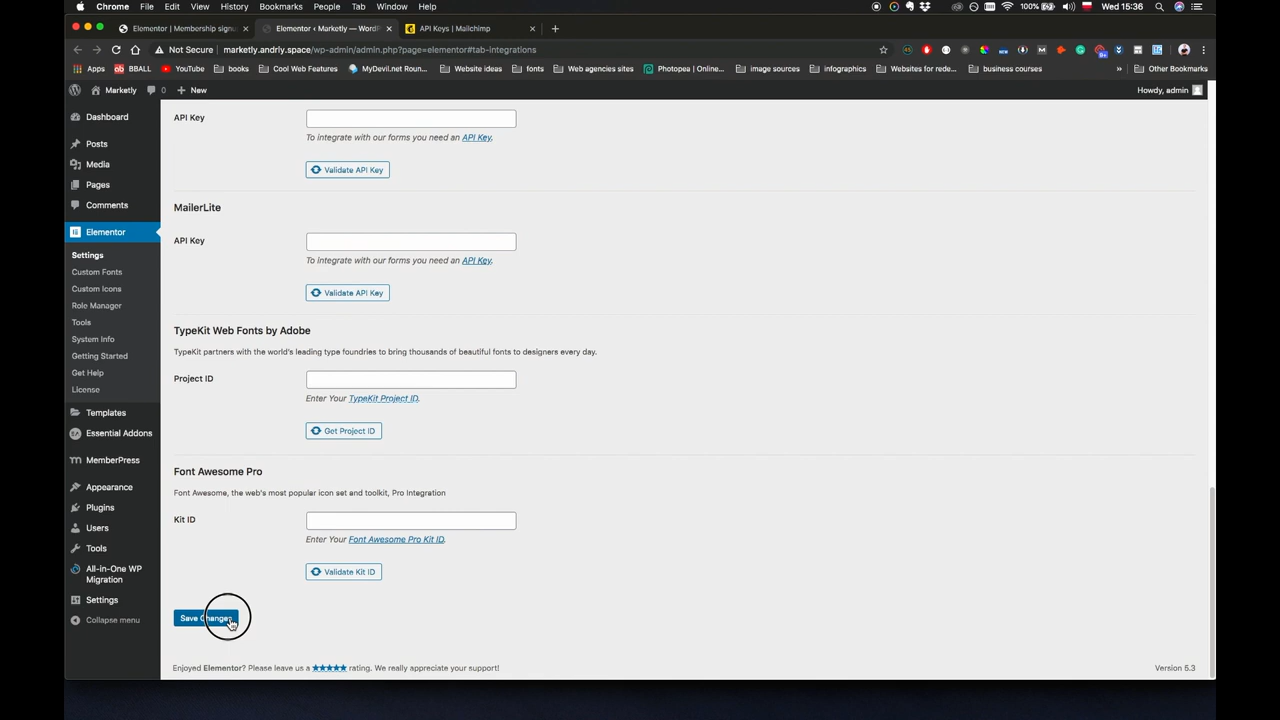 Chrome File Edit View History Bookmarks People Tab Window Help 100% Wed 15:36
Elementor | Membership signu
Elementor ‹ Marketly — Word
API Keys | Mailchimp
Not Secure marketly.andrly.space/wp-admin/admin.php?page=elementor#tab-integrations
Apps BBALL YouTube books Cool Web Features MyDevil.net Roun... Website ideas fonts Web agencies sites Photopea | Online... image sources infographics Websites for rede... business courses » Other Bookmarks
Marketly 0 New Howdy, admin
Dashboard
Posts
Media
Pages
Comments
Elementor
Settings
Custom Fonts
Custom Icons
Role Manager
Tools
System Info
Getting Started
Get Help
License
Templates
Essential Addons
MemberPress
Appearance
Plugins
Users
Tools
All-in-One WP
Migration
Settings
Collapse menu
API Key
To integrate with our forms you need an API Key.
Validate API Key
MailerLite
API Key
To integrate with our forms you need an API Key.
Validate API Key
TypeKit Web Fonts by Adobe
TypeKit partners with the world's leading type foundries to bring thousands of beautiful fonts to designers every day.
Project ID
Enter Your TypeKit Project ID.
Get Project ID
Font Awesome Pro
Font Awesome, the web's most popular icon set and toolkit, Pro Integration
Kit ID
Enter Your Font Awesome Pro Kit ID.
Validate Kit ID
Save Changes
Enjoyed Elementor? Please leave us a ★★★★★ rating. We really appreciate your support!
Version 5.3